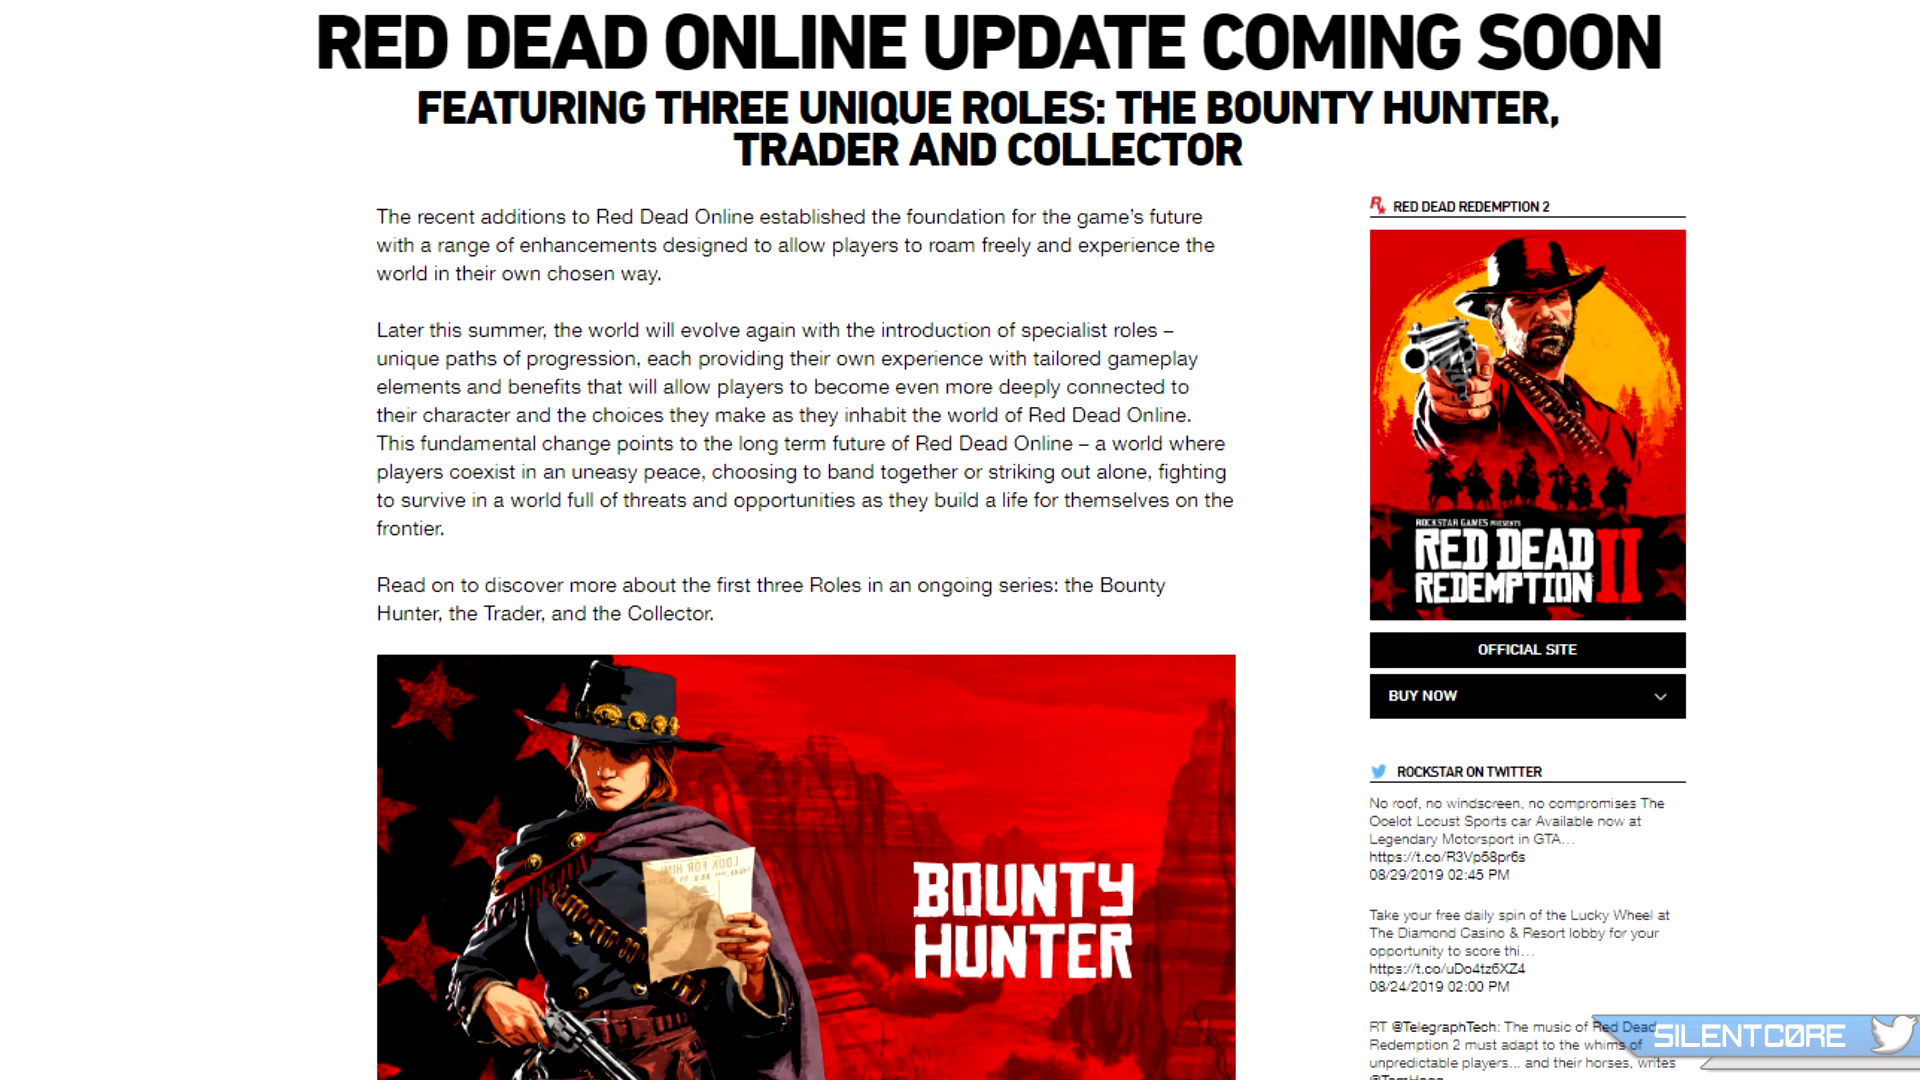 RED DEAD ONLINE UPDATE COMING SOON
FEATURING THREE UNIQUE ROLES: THE BOUNTY HUNTER,
TRADER AND COLLECTOR
The recent additions to Red Dead Online established the foundation for the game's future
with a range of enhancements designed to allow players to roam freely and experience the
world in their own chosen way.
Later this summer, the world will evolve again with the introduction of specialist roles –
unique paths of progression, each providing their own experience with tailored gameplay
elements and benefits that will allow players to become even more deeply connected to
their character and the choices they make as they inhabit the world of Red Dead Online.
This fundamental change points to the long term future of Red Dead Online – a world where
players coexist in an uneasy peace, choosing to band together or striking out alone, fighting
to survive in a world full of threats and opportunities as they build a life for themselves on the
frontier.
Read on to discover more about the first three Roles in an ongoing series: the Bounty
Hunter, the Trader, and the Collector.
LOOK FOR HIM
BOUNTY
HUNTER
RED DEAD REDEMPTION 2
ROCKSTAR GAMES PRESENTS
RED DEAD
REDEMPTION II
OFFICIAL SITE
BUY NOW
ROCKSTAR ON TWITTER
No roof, no windscreen, no compromises The
Ocelot Locust Sports car Available now at
Legendary Motorsport in GTA…
https://t.co/R3Vp58pr6s
08/29/2019 02:45 PM
Take your free daily spin of the Lucky Wheel at
The Diamond Casino & Resort lobby for your
opportunity to score thi…
https://t.co/uDo4tz6XZ4
08/24/2019 02:00 PM
RT @TelegraphTech: The music of Red Dead
Redemption 2 must adapt to the whims of
unpredictable players... and their horses, writes
SILENTCØRE